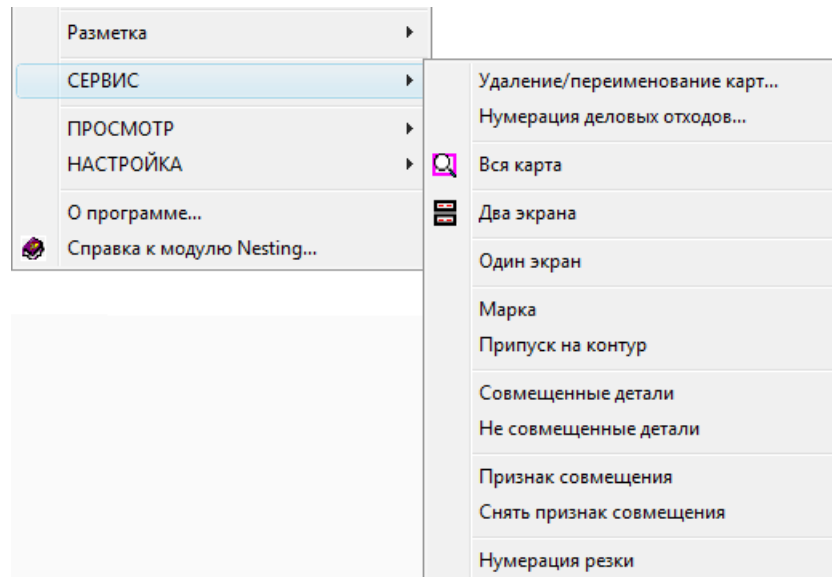 Разметка
СЕРВИС
ПРОСМОТР
НАСТРОЙКА
О программе...
Справка к модулю Nesting...
Удаление/переименование карт...
Нумерация деловых отходов...
Вся карта
Два экрана
Один экран
Марка
Припуск на контур
Совмещенные детали
Не совмещенные детали
Признак совмещения
Снять признак совмещения
Нумерация резки